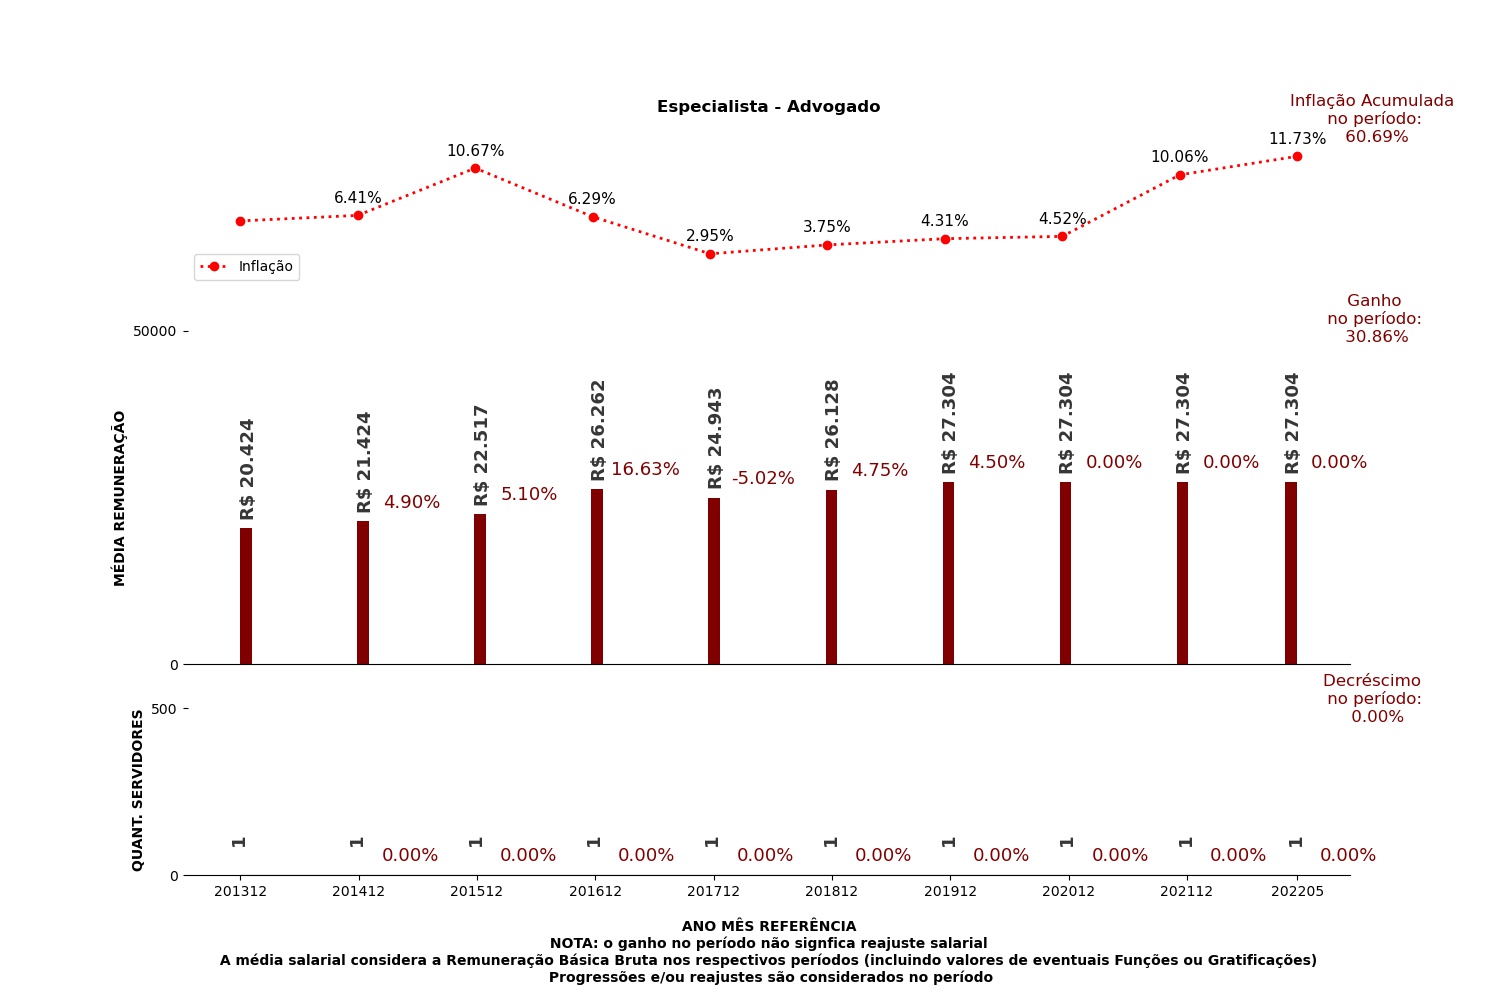 Especialista - Advogado
Inflação Acumulada
no período:
60.69%
6.41%
10.67%
6.29%
2.95%
3.75%
4.31%
4.52%
10.06%
11.73%
Inflação
Ganho
no período:
30.86%
50000
0
MÉDIA REMUNERAÇÃO
R$ 20.424
R$ 21.424
R$ 22.517
R$ 26.262
R$ 24.943
R$ 26.128
R$ 27.304
R$ 27.304
R$ 27.304
R$ 27.304
4.90%
5.10%
16.63%
-5.02%
4.75%
4.50%
0.00%
0.00%
0.00%
Decréscimo
no período:
0.00%
500
0
QUANT. SERVIDORES
1
1
1
1
1
1
1
1
1
1
0.00%
0.00%
0.00%
0.00%
0.00%
0.00%
0.00%
0.00%
0.00%
201312
201412
201512
201612
201712
201812
201912
202012
202112
202205
ANO MÊS REFERÊNCIA
NOTA: o ganho no período não signfica reajuste salarial
A média salarial considera a Remuneração Básica Bruta nos respectivos períodos (incluindo valores de eventuais Funções ou Gratificações)
Progressões e/ou reajustes são considerados no período